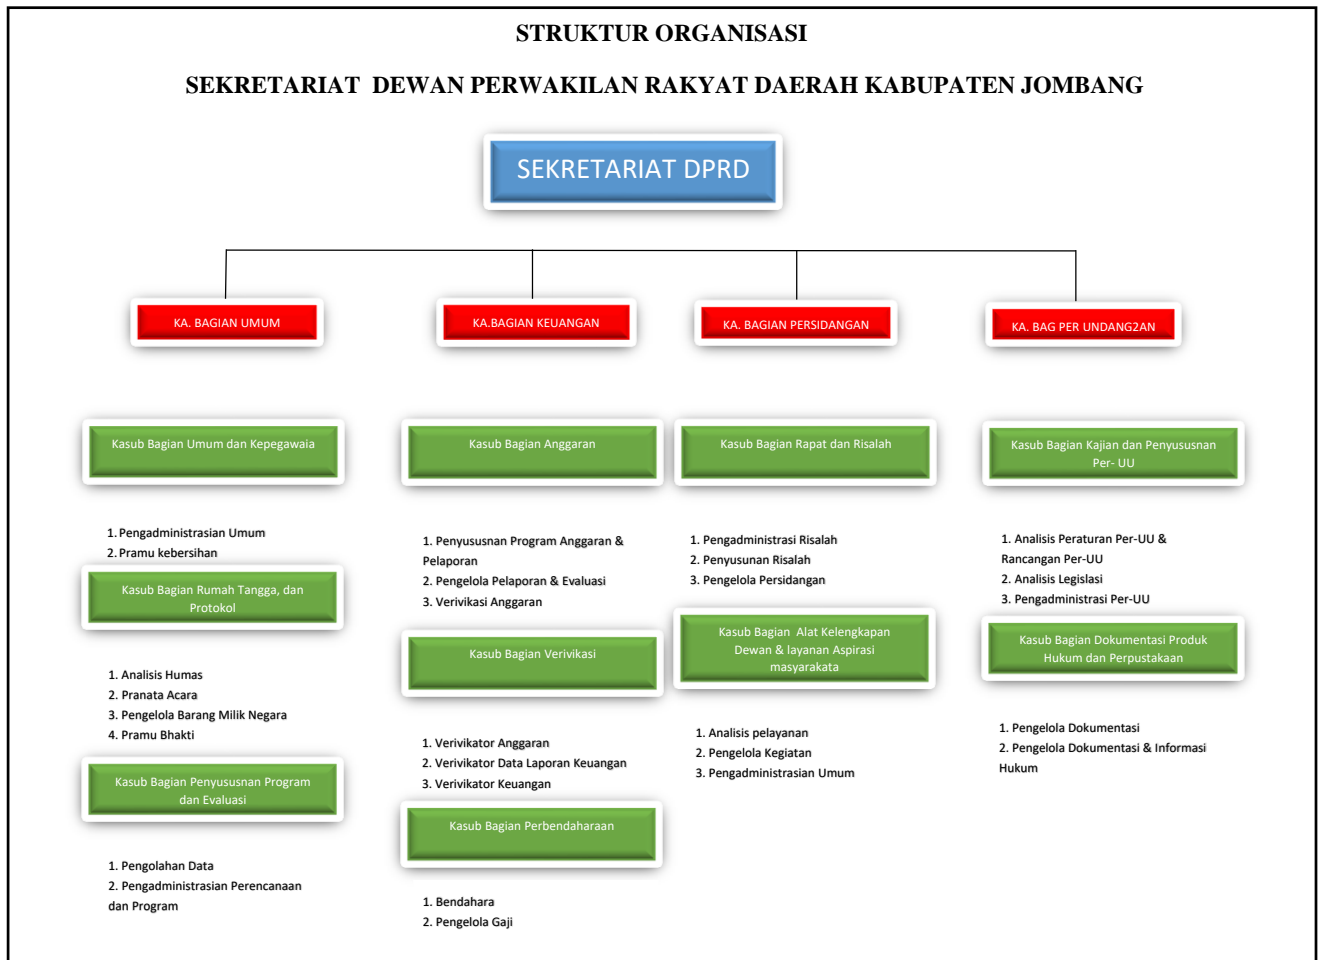 STRUKTUR ORGANISASI
SEKRETARIAT DEWAN PERWAKILAN RAKYAT DAERAH KABUPATEN JOMBANG
SEKRETARIAT DPRD
KA. BAGIAN UMUM
KA.BAGIAN KEUANGAN
KA. BAGIAN PERSIDANGAN
KA. BAG PER UNDANG2AN
Kasub Bagian Umum dan Kepegawaia
1. Pengadministrasian Umum
2. Pramu kebersihan
Kasub Bagian Rumah Tangga, dan
Protokol
1. Analisis Humas
2. Pranata Acara
3. Pengelola Barang Milik Negara
4. Pramu Bhakti
Kasub Bagian Penyususnan Program
dan Evaluasi
1. Pengolahan Data
2. Pengadministrasian Perencanaan
dan Program
Kasub Bagian Anggaran
1. Penyususnan Program Anggaran &
Pelaporan
2. Pengelola Pelaporan & Evaluasi
3. Verivikasi Anggaran
Kasub Bagian Verivikasi
1. Verivikator Anggaran
2. Verivikator Data Laporan Keuangan
3. Verivikator Keuangan
Kasub Bagian Perbendaharaan
1. Bendahara
2. Pengelola Gaji
Kasub Bagian Rapat dan Risalah
1. Pengadministrasi Risalah
2. Penyusunan Risalah
3. Pengelola Persidangan
Kasub Bagian Alat Kelengkapan
Dewan & layanan Aspirasi
masyarakata
1. Analisis pelayanan
2. Pengelola Kegiatan
3. Pengadministrasian Umum
Kasub Bagian Kajian dan Penyususnan
Per- UU
1. Analisis Peraturan Per-UU &
Rancangan Per-UU
2. Analisis Legislasi
3. Pengadministrasi Per-UU
Kasub Bagian Dokumentasi Produk
Hukum dan Perpustakaan
1. Pengelola Dokumentasi
2. Pengelola Dokumentasi & Informasi
Hukum